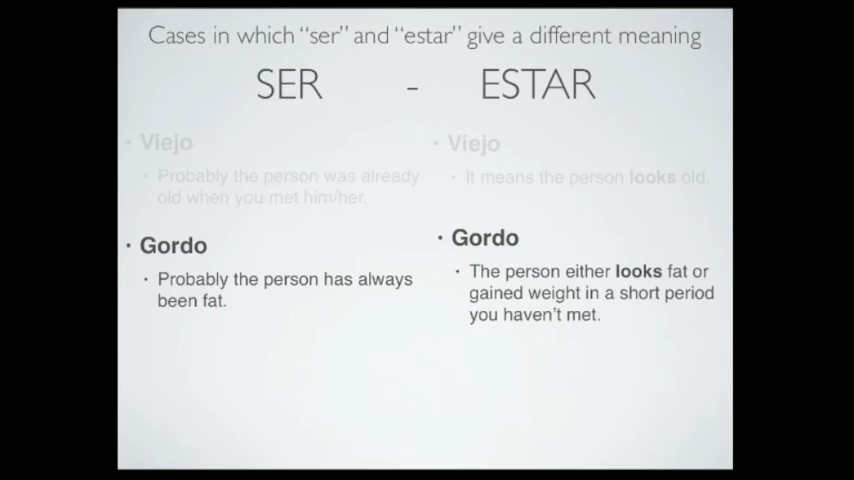 Cases in which “ser” and “estar” give a different meaning
SER - ESTAR
• Viejo
• Probably the person was already
old when you met him/her.
• Gordo
• Probably the person has always
been fat.
• Viejo
• It means the person looks old.
• Gordo
• The person either looks fat or
gained weight in a short period
you haven’t met.